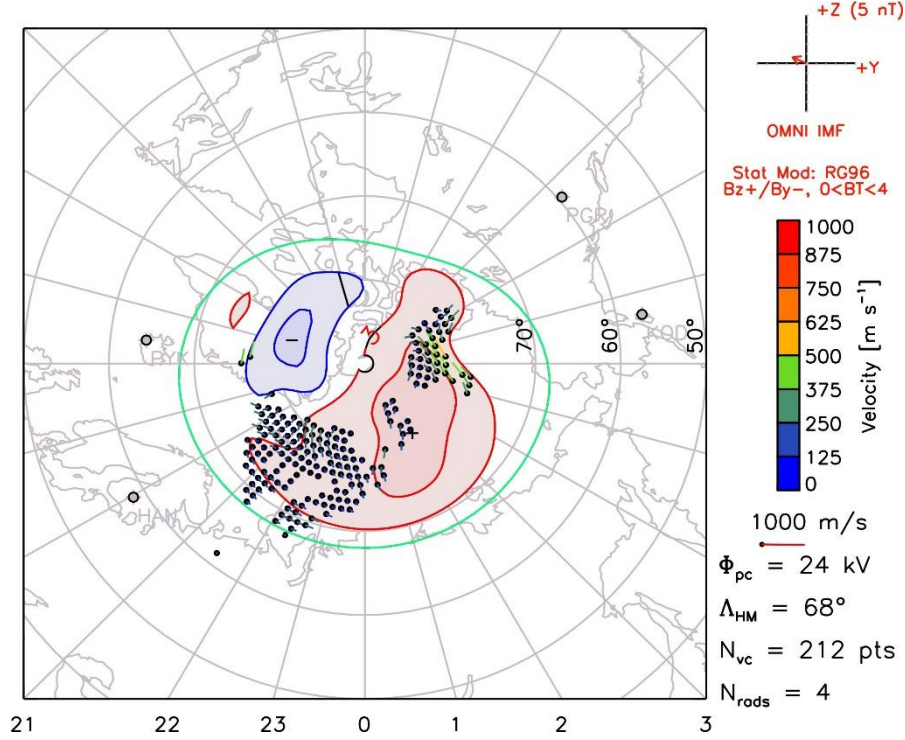 +Z (5 nT)
+Y
OMNI IMF
Stat Mod: RG96
Bz+/By-, 0<BT<4
1000
875
750
625
500
375
250
125
0
Velocity [m s⁻¹]
1000 m/s
Φpc = 24 kV
ΛHM = 68°
Nvc = 212 pts
Nrads = 4
PGR
KOD
HAN
70°
60°
50°
−
+
21
22
23
0
1
2
3